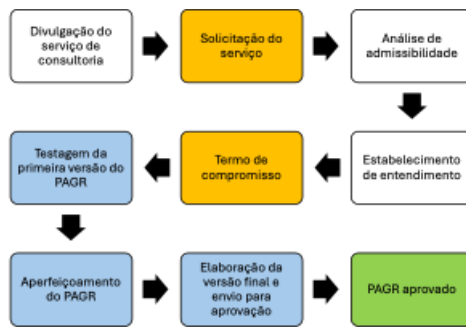 Divulgação do
serviço de
consultoria
Solicitação do
serviço
Análise de
admissibilidade
Estabelecimento
de entendimento
Termo de
compromisso
Testagem da
primeira versão do
PAGR
Aperfeiçoamento
do PAGR
Elaboração da
versão final e
envio para
aprovação
PAGR aprovado